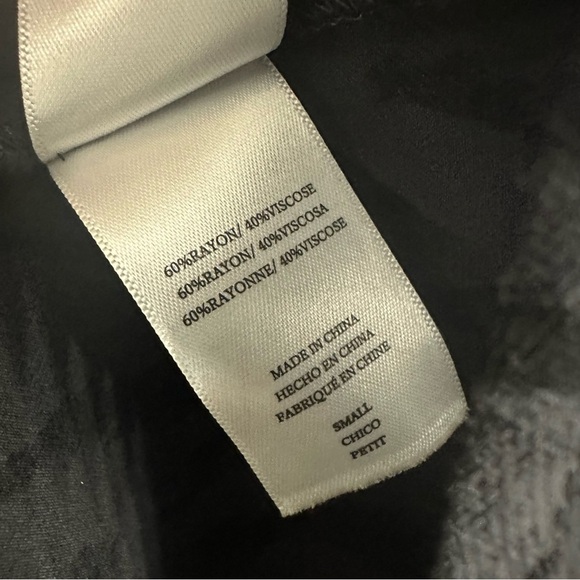 60%RAYON/ 40%VISCOSE
60%RAYON/ 40%VISCOSA
60%RAYONNE/ 40%VISCOSE
MADE IN CHINA
HECHO EN CHINA
FABRIQUÉ EN CHINE
SMALL
CHICO
PETIT